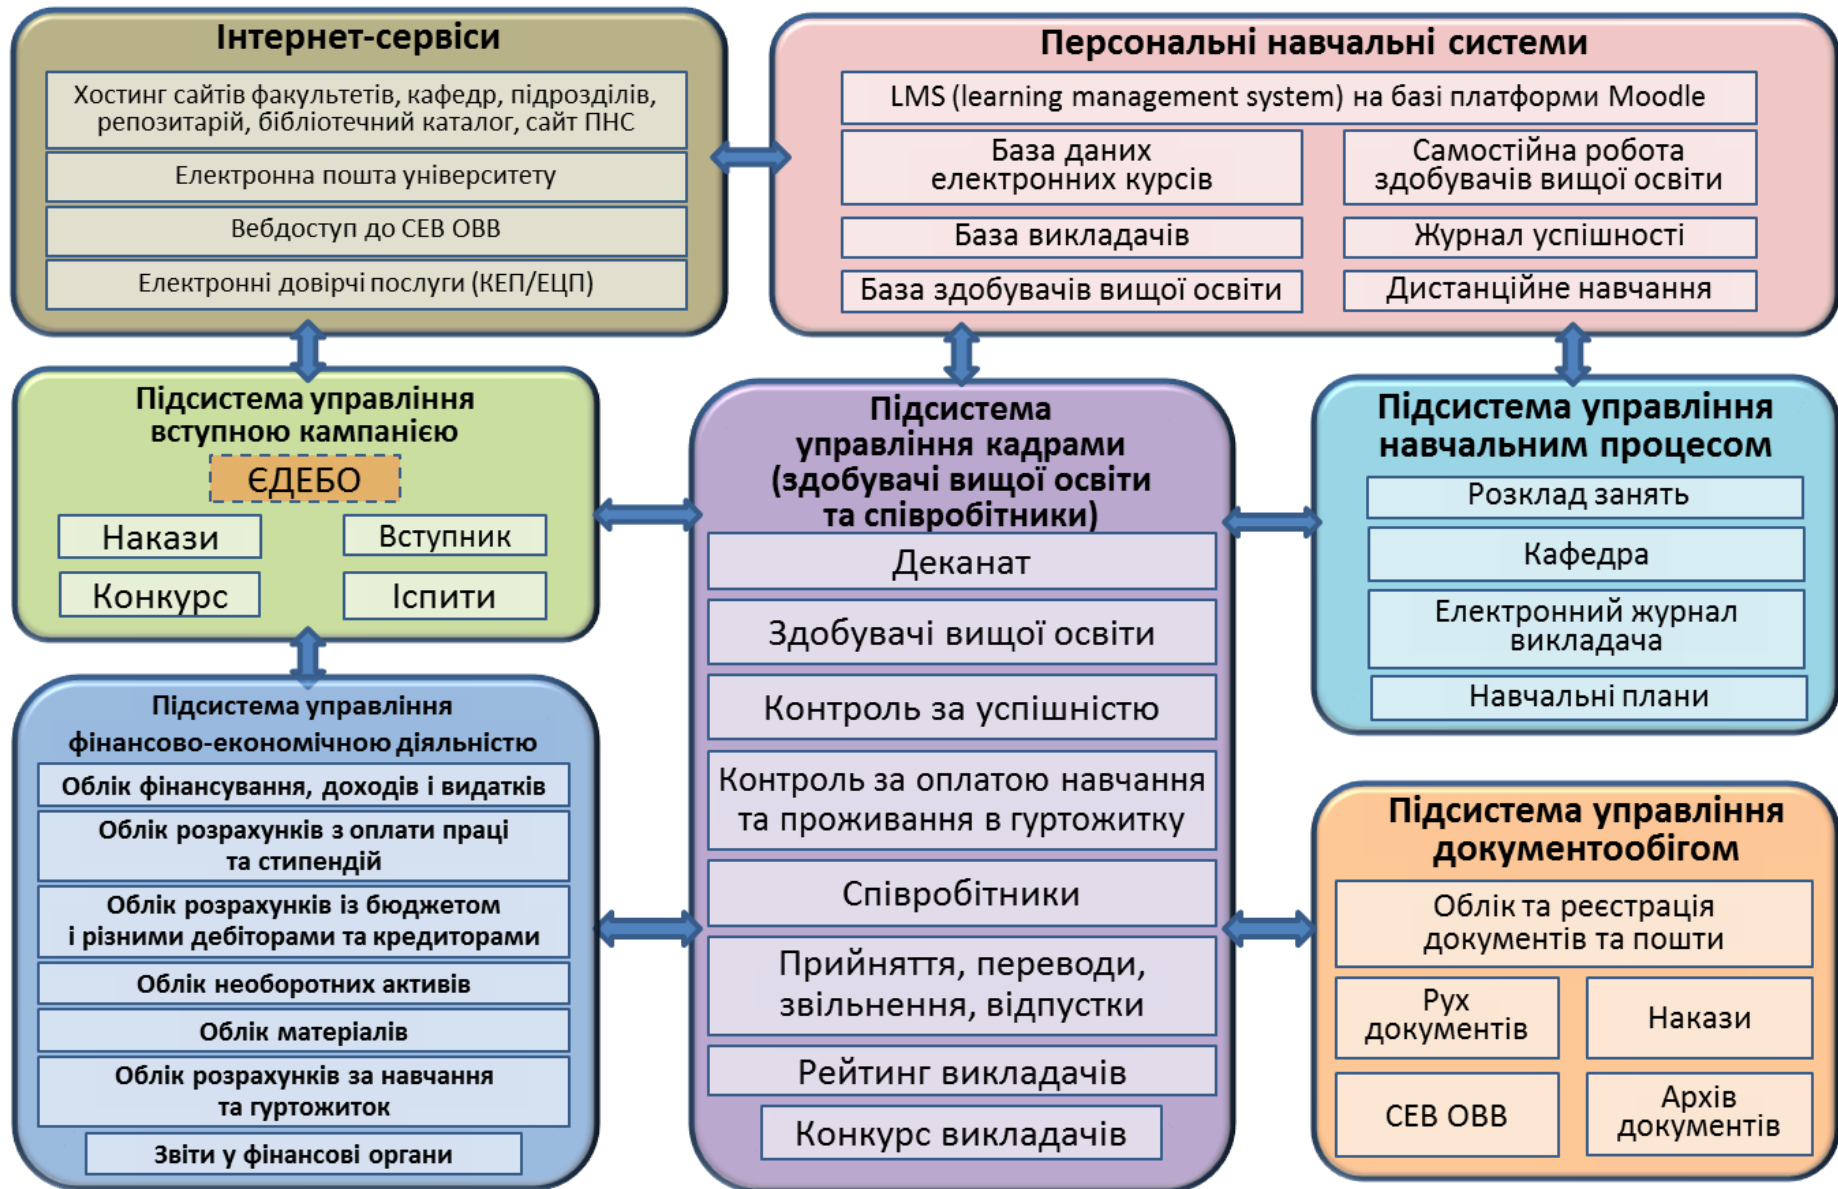 Інтернет-сервіси
Хостинг сайтів факультетів, кафедр, підрозділів,
репозитарій, бібліотечний каталог, сайт ПНС
Електронна пошта університету
Вебдоступ до СЕВ ОВВ
Електронні довірчі послуги (КЕП/ЕЦП)
Персональні навчальні системи
LMS (learning management system) на базі платформи Moodle
База даних
електронних курсів
Самостійна робота
здобувачів вищої освіти
База викладачів
Журнал успішності
База здобувачів вищої освіти
Дистанційне навчання
Підсистема управління
вступною кампанією
ЄДЕБО
Накази
Вступник
Конкурс
Іспити
Підсистема
управління кадрами
(здобувачі вищої освіти
та співробітники)
Деканат
Здобувачі вищої освіти
Контроль за успішністю
Контроль за оплатою навчання
та проживання в гуртожитку
Співробітники
Прийняття, переводи,
звільнення, відпустки
Рейтинг викладачів
Конкурс викладачів
Підсистема управління
навчальним процесом
Розклад занять
Кафедра
Електронний журнал
викладача
Навчальні плани
Підсистема управління
фінансово-економічною діяльністю
Облік фінансування, доходів і видатків
Облік розрахунків з оплати праці
та стипендій
Облік розрахунків із бюджетом
і різними дебіторами та кредиторами
Облік необоротних активів
Облік матеріалів
Облік розрахунків за навчання
та гуртожиток
Звіти у фінансові органи
Підсистема управління
документообігом
Облік та реєстрація
документів та пошти
Рух
документів
Накази
СЕВ ОВВ
Архів
документів